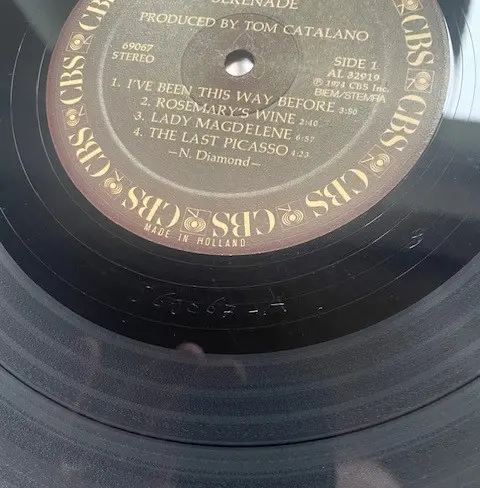 SERENADE
PRODUCED BY TOM CATALANO
69067
STEREO
SIDE 1
AL 32919
℗ 1974 CBS Inc.
BIEM/STEMRA
1. I'VE BEEN THIS WAY BEFORE 3:50
2. ROSEMARY'S WINE 2:40
3. LADY MAGDELENE 6:57
4. THE LAST PICASSO 4:23
—N. Diamond—
CBS CBS CBS CBS CBS CBS CBS CBS
MADE IN HOLLAND